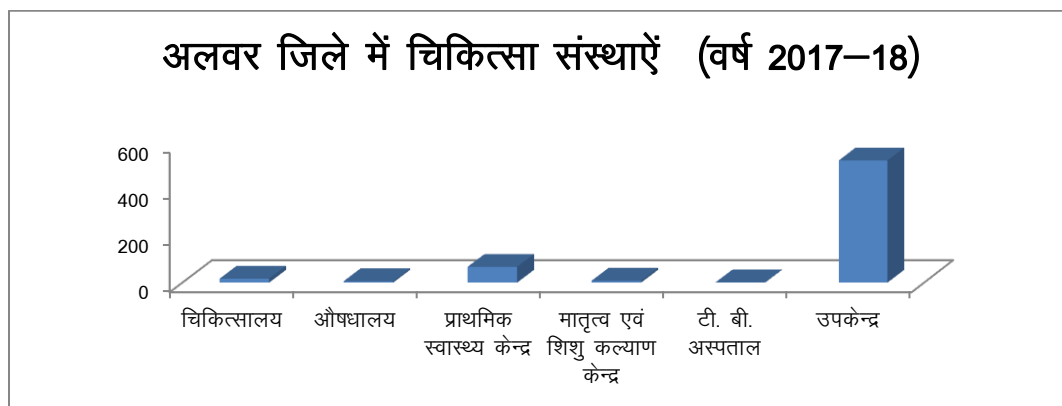 अलवर जिले में चिकित्सा संस्थाऐं (वर्ष 2017–18)
600
400
200
0
चिकित्सालय औषधालय प्राथमिक मातृत्व एवं टी. बी. उपकेन्द्र
स्वास्थ्य केन्द्र शिशु कल्याण अस्पताल
केन्द्र